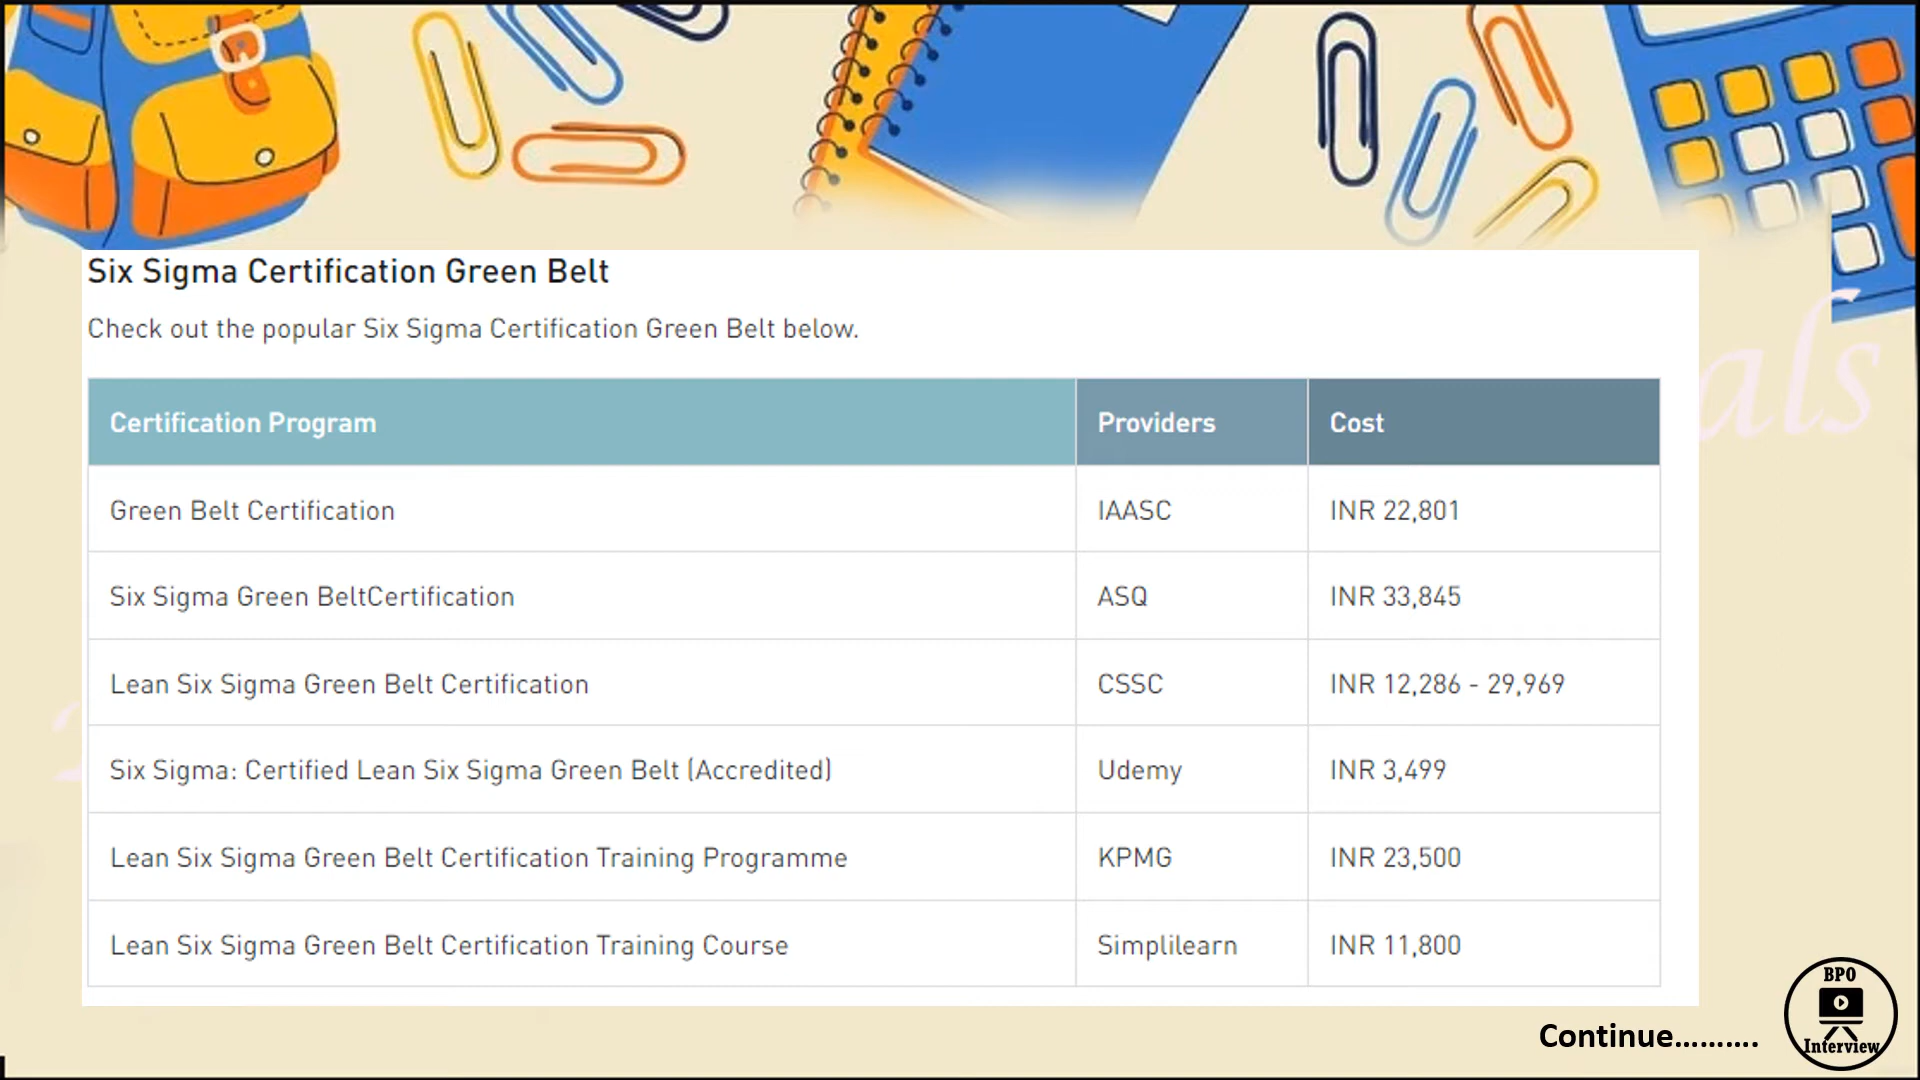 Six Sigma Certification Green Belt
Check out the popular Six Sigma Certification Green Belt below.
Certification Program Providers Cost
Green Belt Certification IAASC INR 22,801
Six Sigma Green BeltCertification ASQ INR 33,845
Lean Six Sigma Green Belt Certification CSSC INR 12,286 - 29,969
Six Sigma: Certified Lean Six Sigma Green Belt (Accredited) Udemy INR 3,499
Lean Six Sigma Green Belt Certification Training Programme KPMG INR 23,500
Lean Six Sigma Green Belt Certification Training Course Simplilearn INR 11,800
Continue..........
BPO
Interview